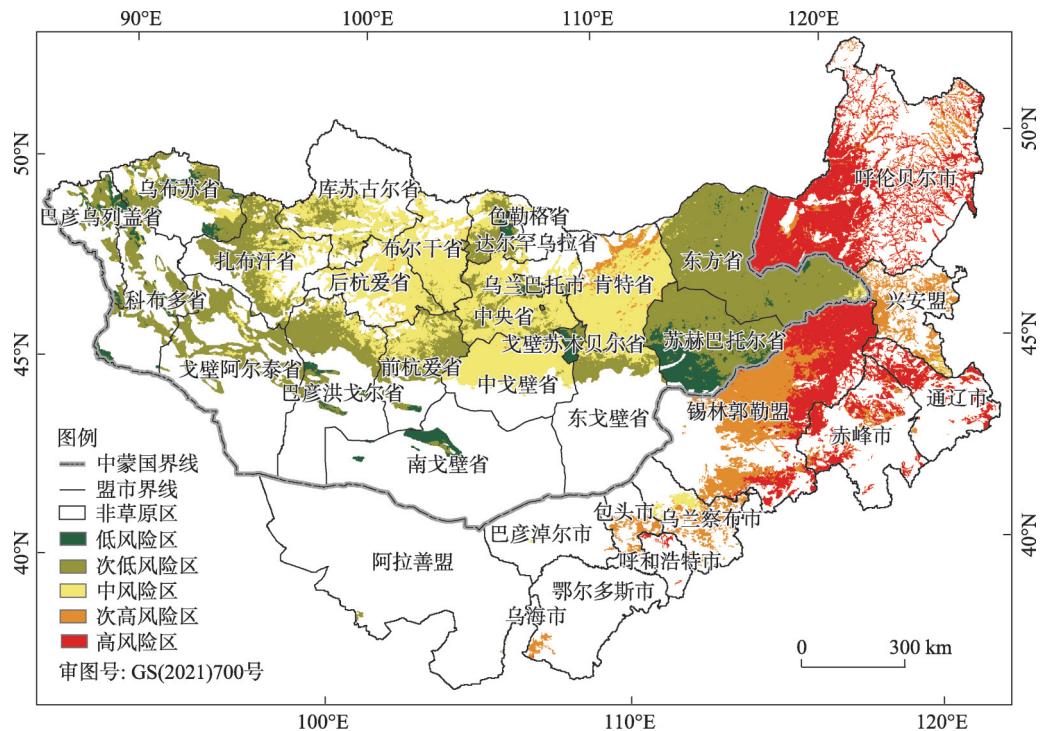 90°E 100°E 110°E 120°E
50°N
45°N
40°N
50°N
45°N
40°N
呼伦贝尔市
库苏古尔省
乌布苏省
巴彦乌列盖省
色勒格省
达尔罕乌拉省
布尔干省
东方省
扎布汗省
后杭爱省
乌兰巴托市
肯特省
科布多省
中央省
兴安盟
戈壁苏木贝尔省
苏赫巴托尔省
戈壁阿尔泰省
前杭爱省
巴彦洪戈尔省
中戈壁省
锡林郭勒盟
通辽市
东戈壁省
赤峰市
南戈壁省
包头市
乌兰察布市
巴彦淖尔市
呼和浩特市
阿拉善盟
鄂尔多斯市
乌海市
图例
中蒙国界线
盟市界线
非草原区
低风险区
次低风险区
中风险区
次高风险区
高风险区
审图号: GS(2021)700号
0 300 km
100°E 110°E 120°E